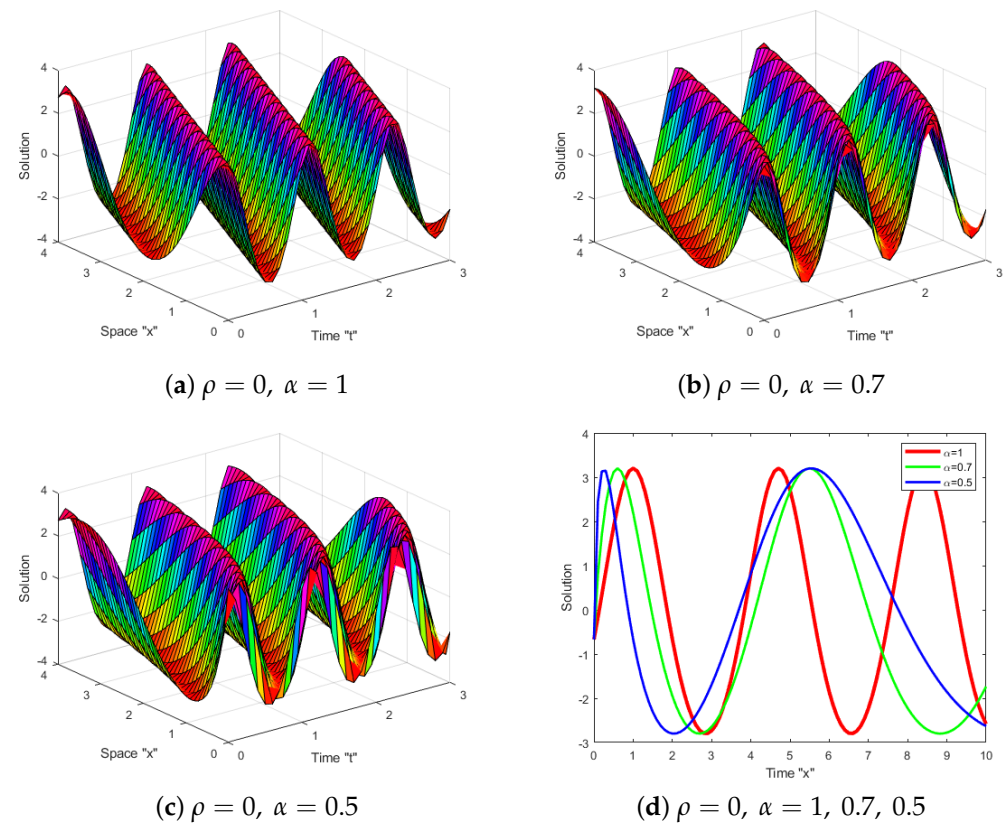 4
2
0
-2
-4
Solution
4
3
2
1
0
Space "x"
0
1
2
3
Time "t"
(a) ρ = 0, α = 1
4
2
0
-2
-4
Solution
4
3
2
1
0
Space "x"
0
1
2
3
Time "t"
(b) ρ = 0, α = 0.7
4
2
0
-2
-4
Solution
4
3
2
1
0
Space "x"
0
1
2
3
Time "t"
(c) ρ = 0, α = 0.5
4
3
2
1
0
-1
-2
-3
Solution
α=1
α=0.7
α=0.5
0 1 2 3 4 5 6 7 8 9 10
Time "x"
(d) ρ = 0, α = 1, 0.7, 0.5